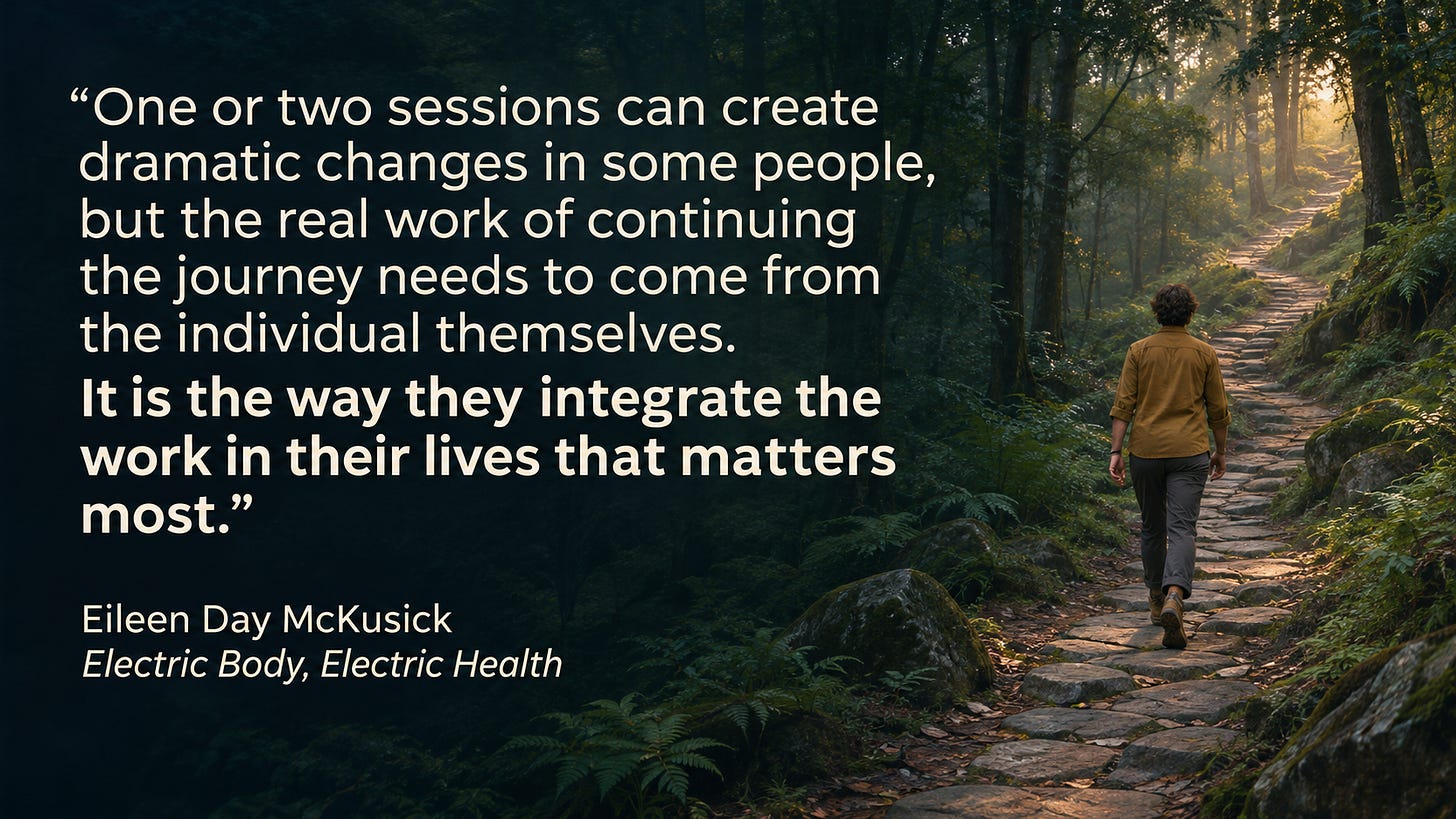 “One or two sessions can create
dramatic changes in some people,
but the real work of continuing
the journey needs to come from
the individual themselves.
It is the way they integrate the
work in their lives that matters
most.”
Eileen Day McKusick
Electric Body, Electric Health